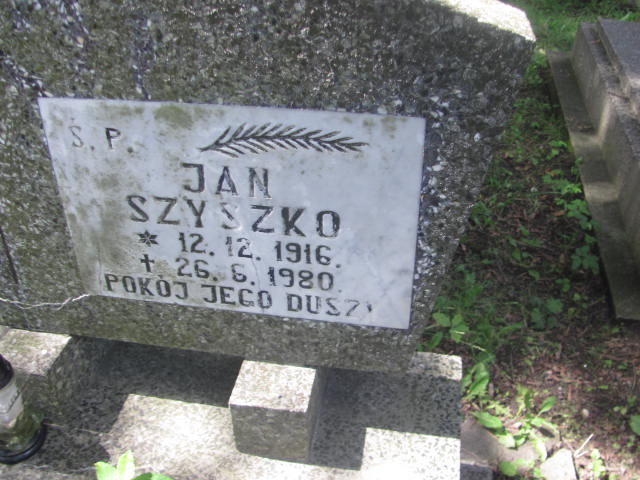 Ś. P.
JAN
SZYSZKO
* 12. 12. 1916.
† 26. 6. 1980.
POKÓJ JEGO DUSZY